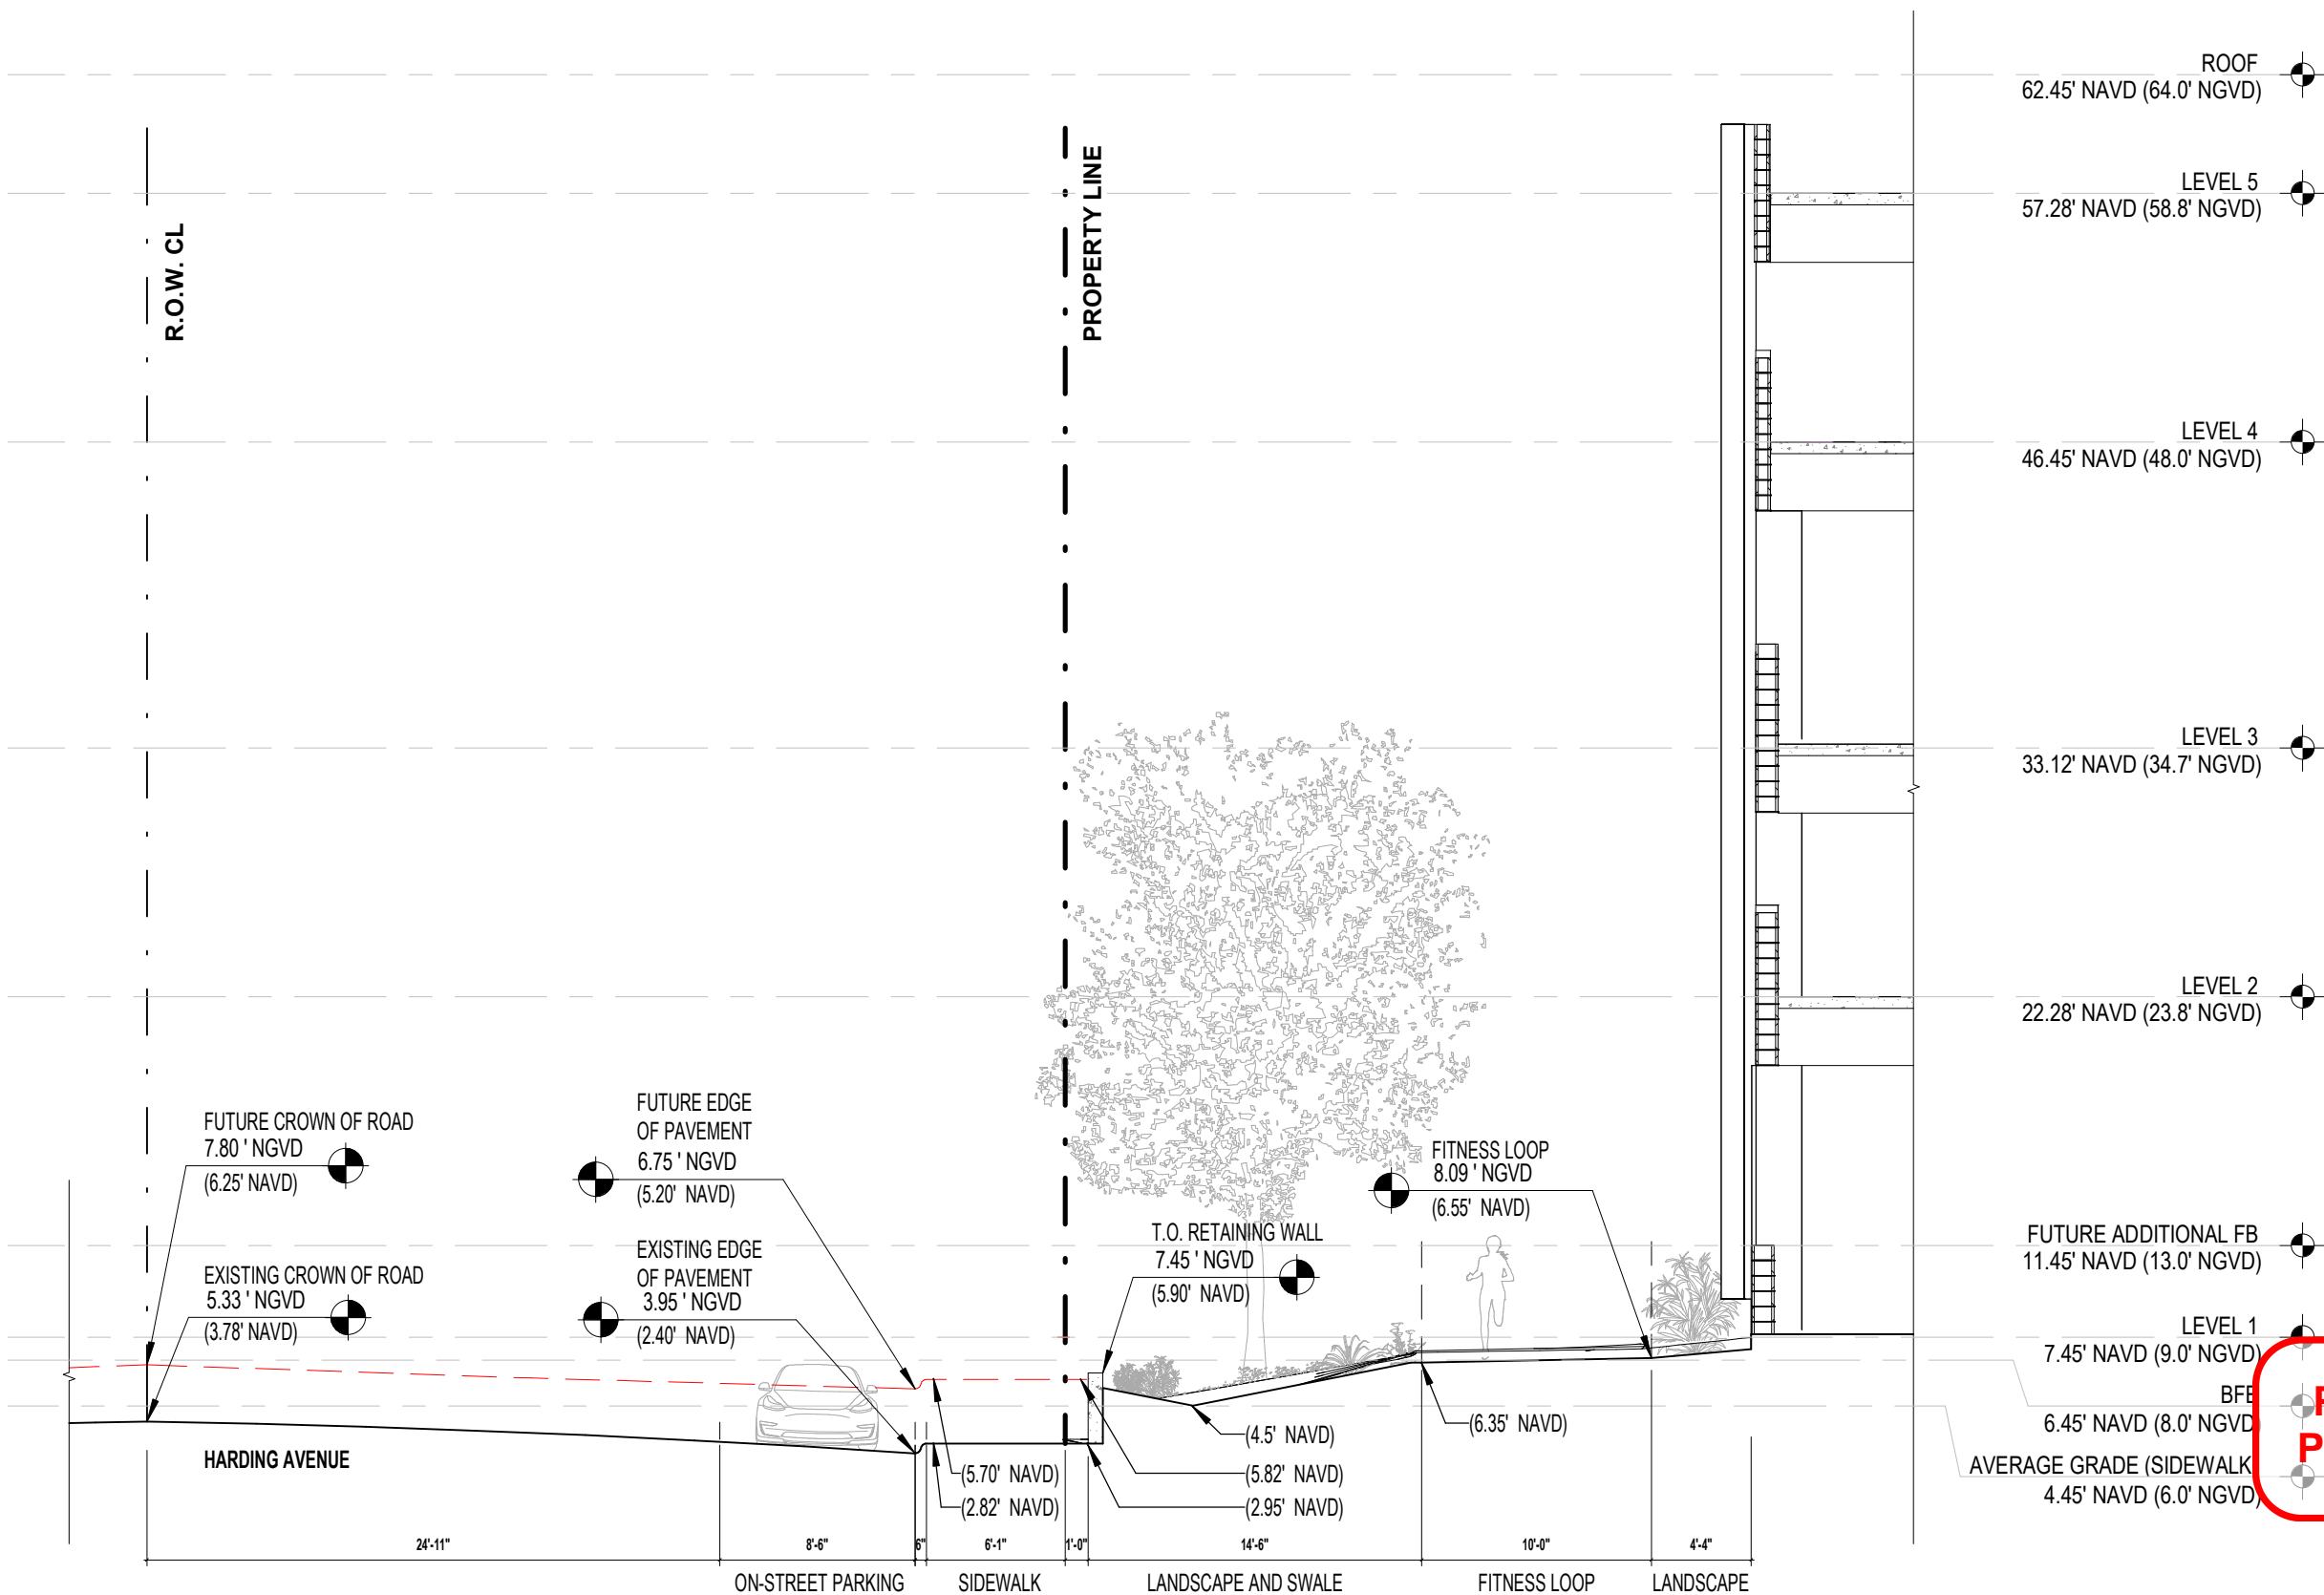 ROOF
62.45' NAVD (64.0' NGVD)
LEVEL 5
57.28' NAVD (58.8' NGVD)
R.O.W. CL
PROPERTY LINE
LEVEL 4
46.45' NAVD (48.0' NGVD)
LEVEL 3
33.12' NAVD (34.7' NGVD)
LEVEL 2
22.28' NAVD (23.8' NGVD)
FUTURE CROWN OF ROAD
7.80 ' NGVD
(6.25' NAVD)
FUTURE EDGE
OF PAVEMENT
6.75 ' NGVD
(5.20' NAVD)
FITNESS LOOP
8.09 ' NGVD
(6.55' NAVD)
T.O. RETAINING WALL
7.45 ' NGVD
(5.90' NAVD)
FUTURE ADDITIONAL FB
11.45' NAVD (13.0' NGVD)
EXISTING CROWN OF ROAD
5.33 ' NGVD
(3.78' NAVD)
EXISTING EDGE
OF PAVEMENT
3.95 ' NGVD
(2.40' NAVD)
LEVEL 1
7.45' NAVD (9.0' NGVD)
BFE
6.45' NAVD (8.0' NGVD)
AVERAGE GRADE (SIDEWALK
4.45' NAVD (6.0' NGVD)
HARDING AVENUE
(4.5' NAVD)
(6.35' NAVD)
(5.70' NAVD)
(5.82' NAVD)
(2.82' NAVD)
(2.95' NAVD)
24'-11" 8'-6" 6" 6'-1" 1'-0" 14'-6" 10'-0" 4'-4"
ON-STREET PARKING SIDEWALK LANDSCAPE AND SWALE FITNESS LOOP LANDSCAPE